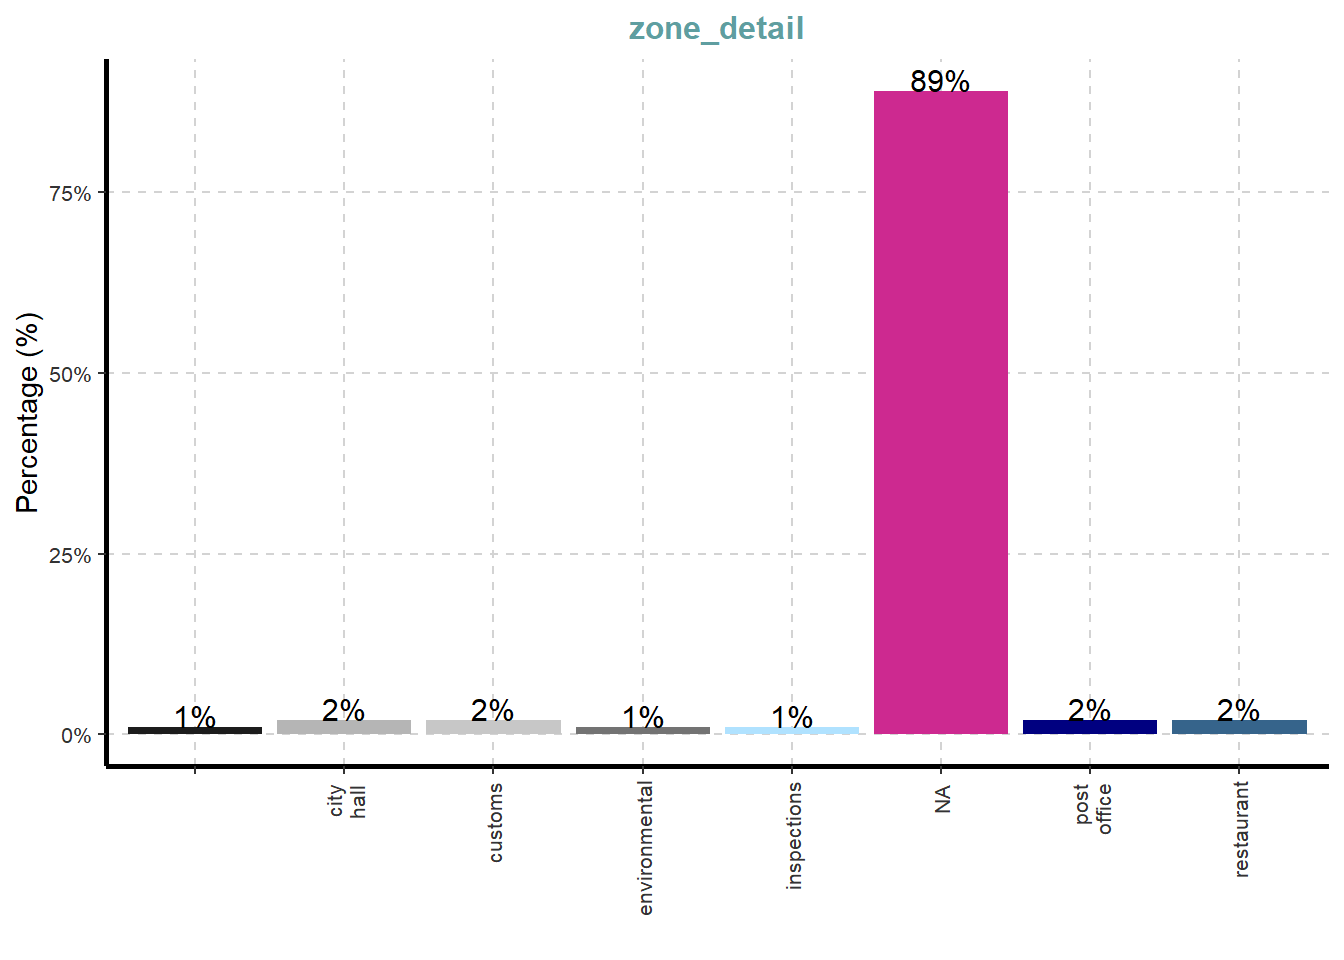 zone_detail
Percentage (%)
75%
50%
25%
0%
1%
2%
2%
1%
1%
89%
2%
2%
city
hall
customs
environmental
inspections
NA
post
office
restaurant